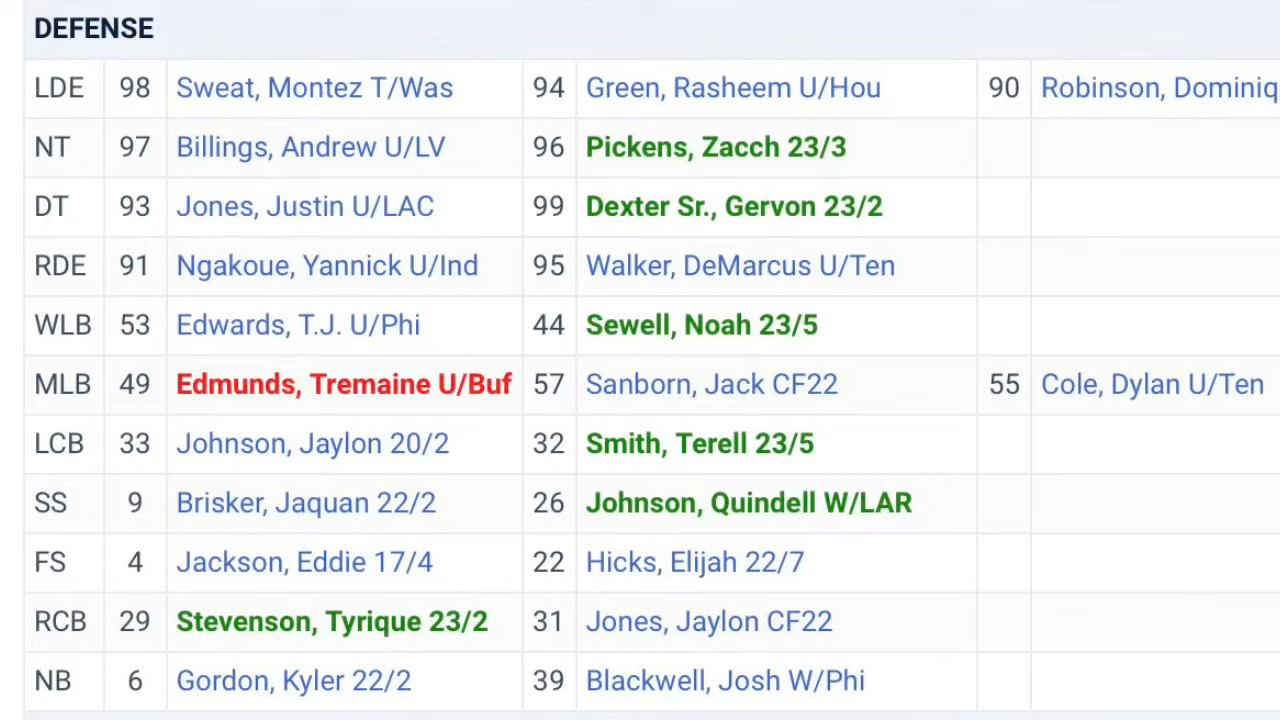 DEFENSE
LDE 98 Sweat, Montez T/Was 94 Green, Rasheem U/Hou 90 Robinson, Dominiq
NT 97 Billings, Andrew U/LV 96 Pickens, Zacch 23/3
DT 93 Jones, Justin U/LAC 99 Dexter Sr., Gervon 23/2
RDE 91 Ngakoue, Yannick U/Ind 95 Walker, DeMarcus U/Ten
WLB 53 Edwards, T.J. U/Phi 44 Sewell, Noah 23/5
MLB 49 Edmunds, Tremaine U/Buf 57 Sanborn, Jack CF22 55 Cole, Dylan U/Ten
LCB 33 Johnson, Jaylon 20/2 32 Smith, Terell 23/5
SS 9 Brisker, Jaquan 22/2 26 Johnson, Quindell W/LAR
FS 4 Jackson, Eddie 17/4 22 Hicks, Elijah 22/7
RCB 29 Stevenson, Tyrique 23/2 31 Jones, Jaylon CF22
NB 6 Gordon, Kyler 22/2 39 Blackwell, Josh W/Phi